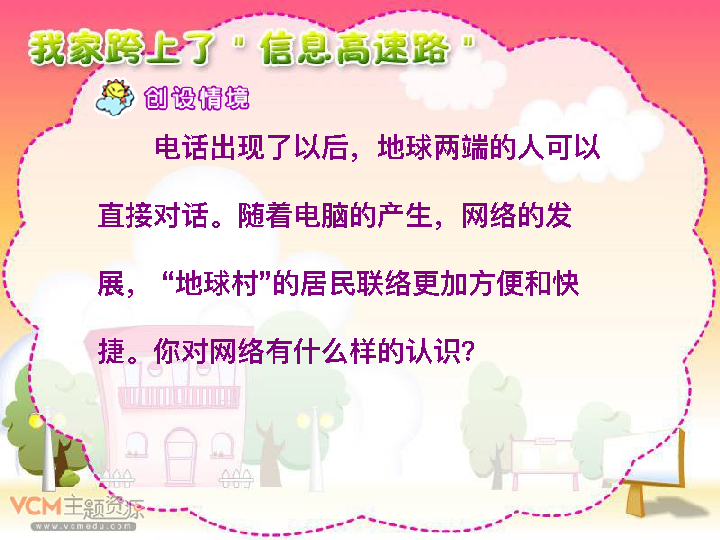 我家跨上了"信息高速路"
创设情境
电话出现了以后，地球两端的人可以
直接对话。随着电脑的产生，网络的发
展，“地球村”的居民联络更加方便和快
捷。你对网络有什么样的认识？
VCM主题资源
www.vcmedu.com